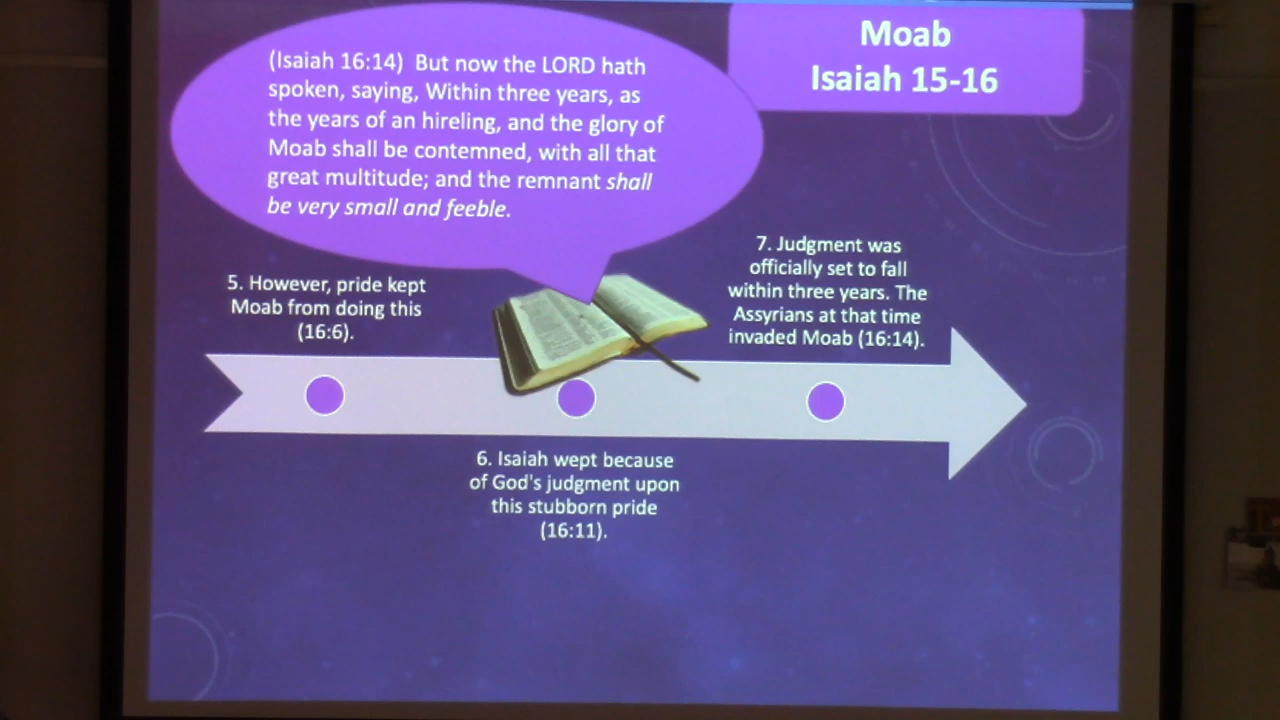 Moab
Isaiah 15-16
(Isaiah 16:14)  But now the LORD hath
spoken, saying, Within three years, as
the years of an hireling, and the glory of
Moab shall be contemned, with all that
great multitude; and the remnant shall
be very small and feeble.
5. However, pride kept
Moab from doing this
(16:6).
6. Isaiah wept because
of God's judgment upon
this stubborn pride
(16:11).
7. Judgment was
officially set to fall
within three years. The
Assyrians at that time
invaded Moab (16:14).